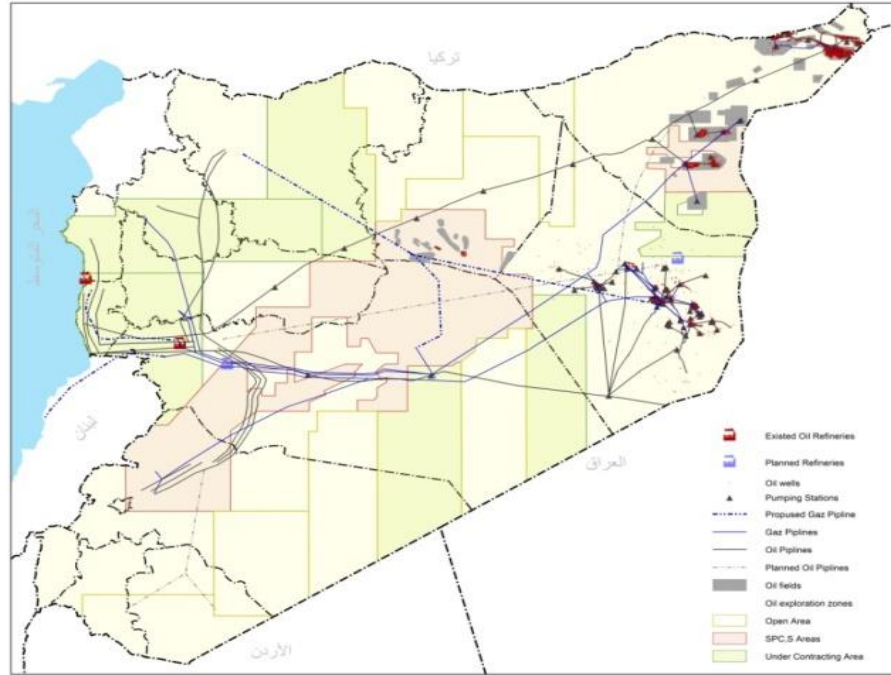 تركيا
البحر المتوسط
لبنان
العراق
الأردن
Existed Oil Refineries
Planned Refineries
Oil wells
Pumping Stations
Propused Gaz Pipline
Gaz Piplines
Oil Piplines
Planned Oil Piplines
Oil fields
Oil exploration zones
Open Area
SPC,S Areas
Under Contracting Area